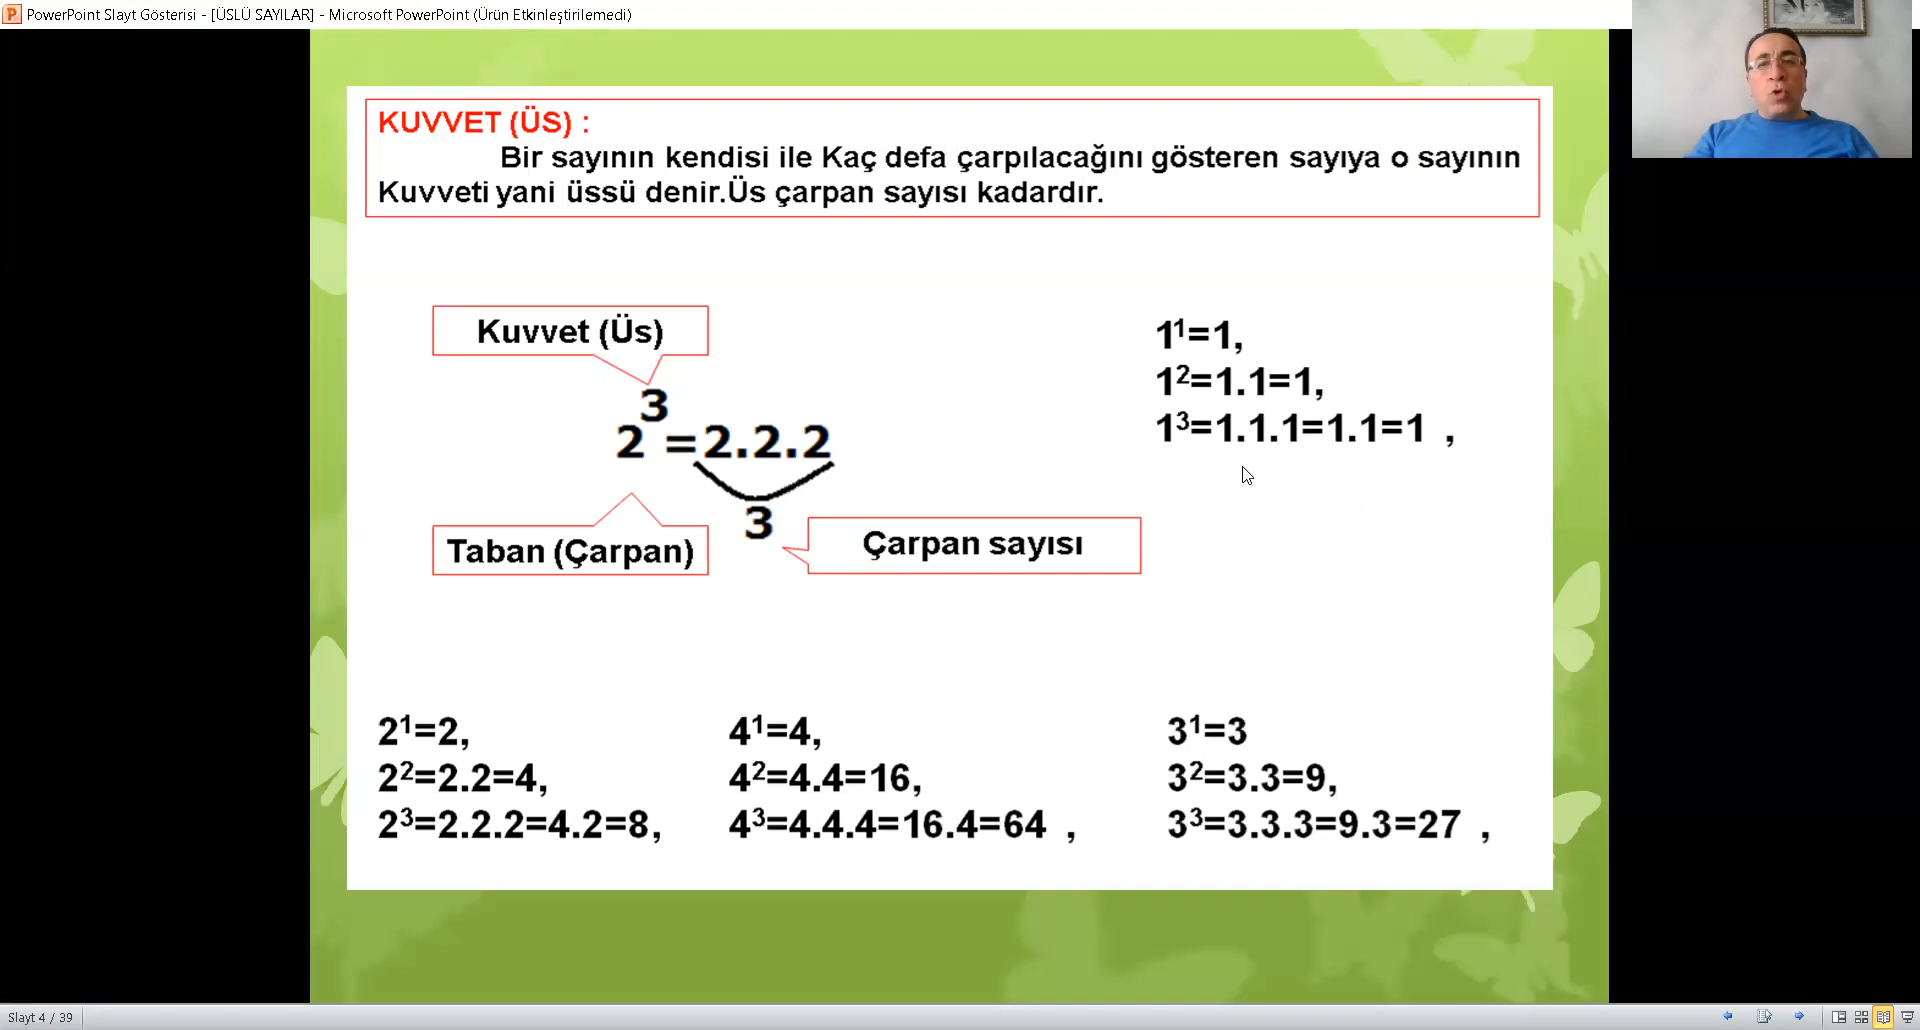 PowerPoint Slayt Gösterisi - [ÜSLÜ SAYILAR] - Microsoft PowerPoint (Ürün Etkinleştirilemedi)
KUVVET (ÜS) :
Bir sayının kendisi ile Kaç defa çarpılacağını gösteren sayıya o sayının
Kuvveti yani üssü denir.Üs çarpan sayısı kadardır.
Kuvvet (Üs)
2³=2.2.2
3
Taban (Çarpan)
Çarpan sayısı
1¹=1,
1²=1.1=1,
1³=1.1.1=1.1=1 ,
2¹=2,
2²=2.2=4,
2³=2.2.2=4.2=8,
4¹=4,
4²=4.4=16,
4³=4.4.4=16.4=64 ,
3¹=3
3²=3.3=9,
3³=3.3.3=9.3=27 ,
Slayt 4 / 39